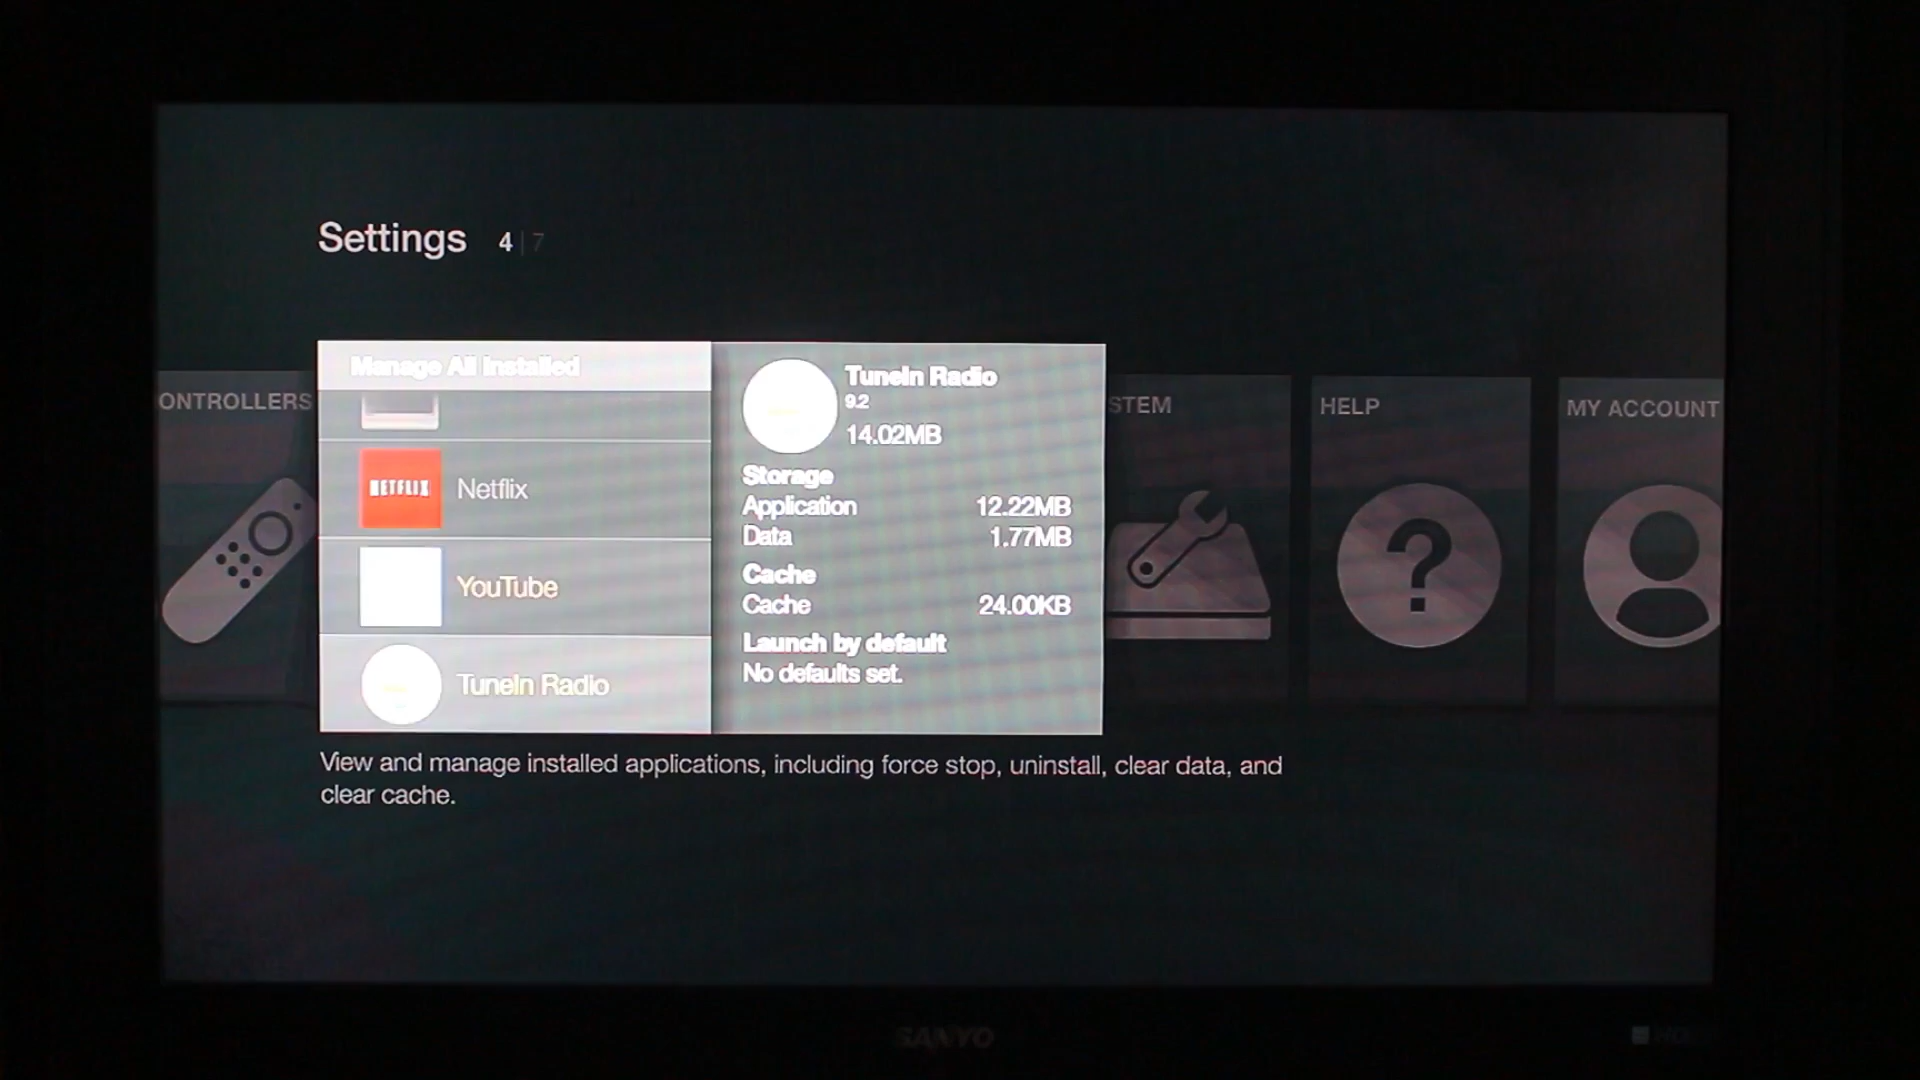 Settings 4 | 7
ONTROLLERS
Manage All Installed
NETFLIX
Netflix
YouTube
TuneIn Radio
TuneIn Radio
9.2
14.02MB
Storage
Application 12.22MB
Data 1.77MB
Cache
Cache 24.00KB
Launch by default
No defaults set.
STEM
HELP
?
MY ACCOUNT
View and manage installed applications, including force stop, uninstall, clear data, and
clear cache.
SANYO